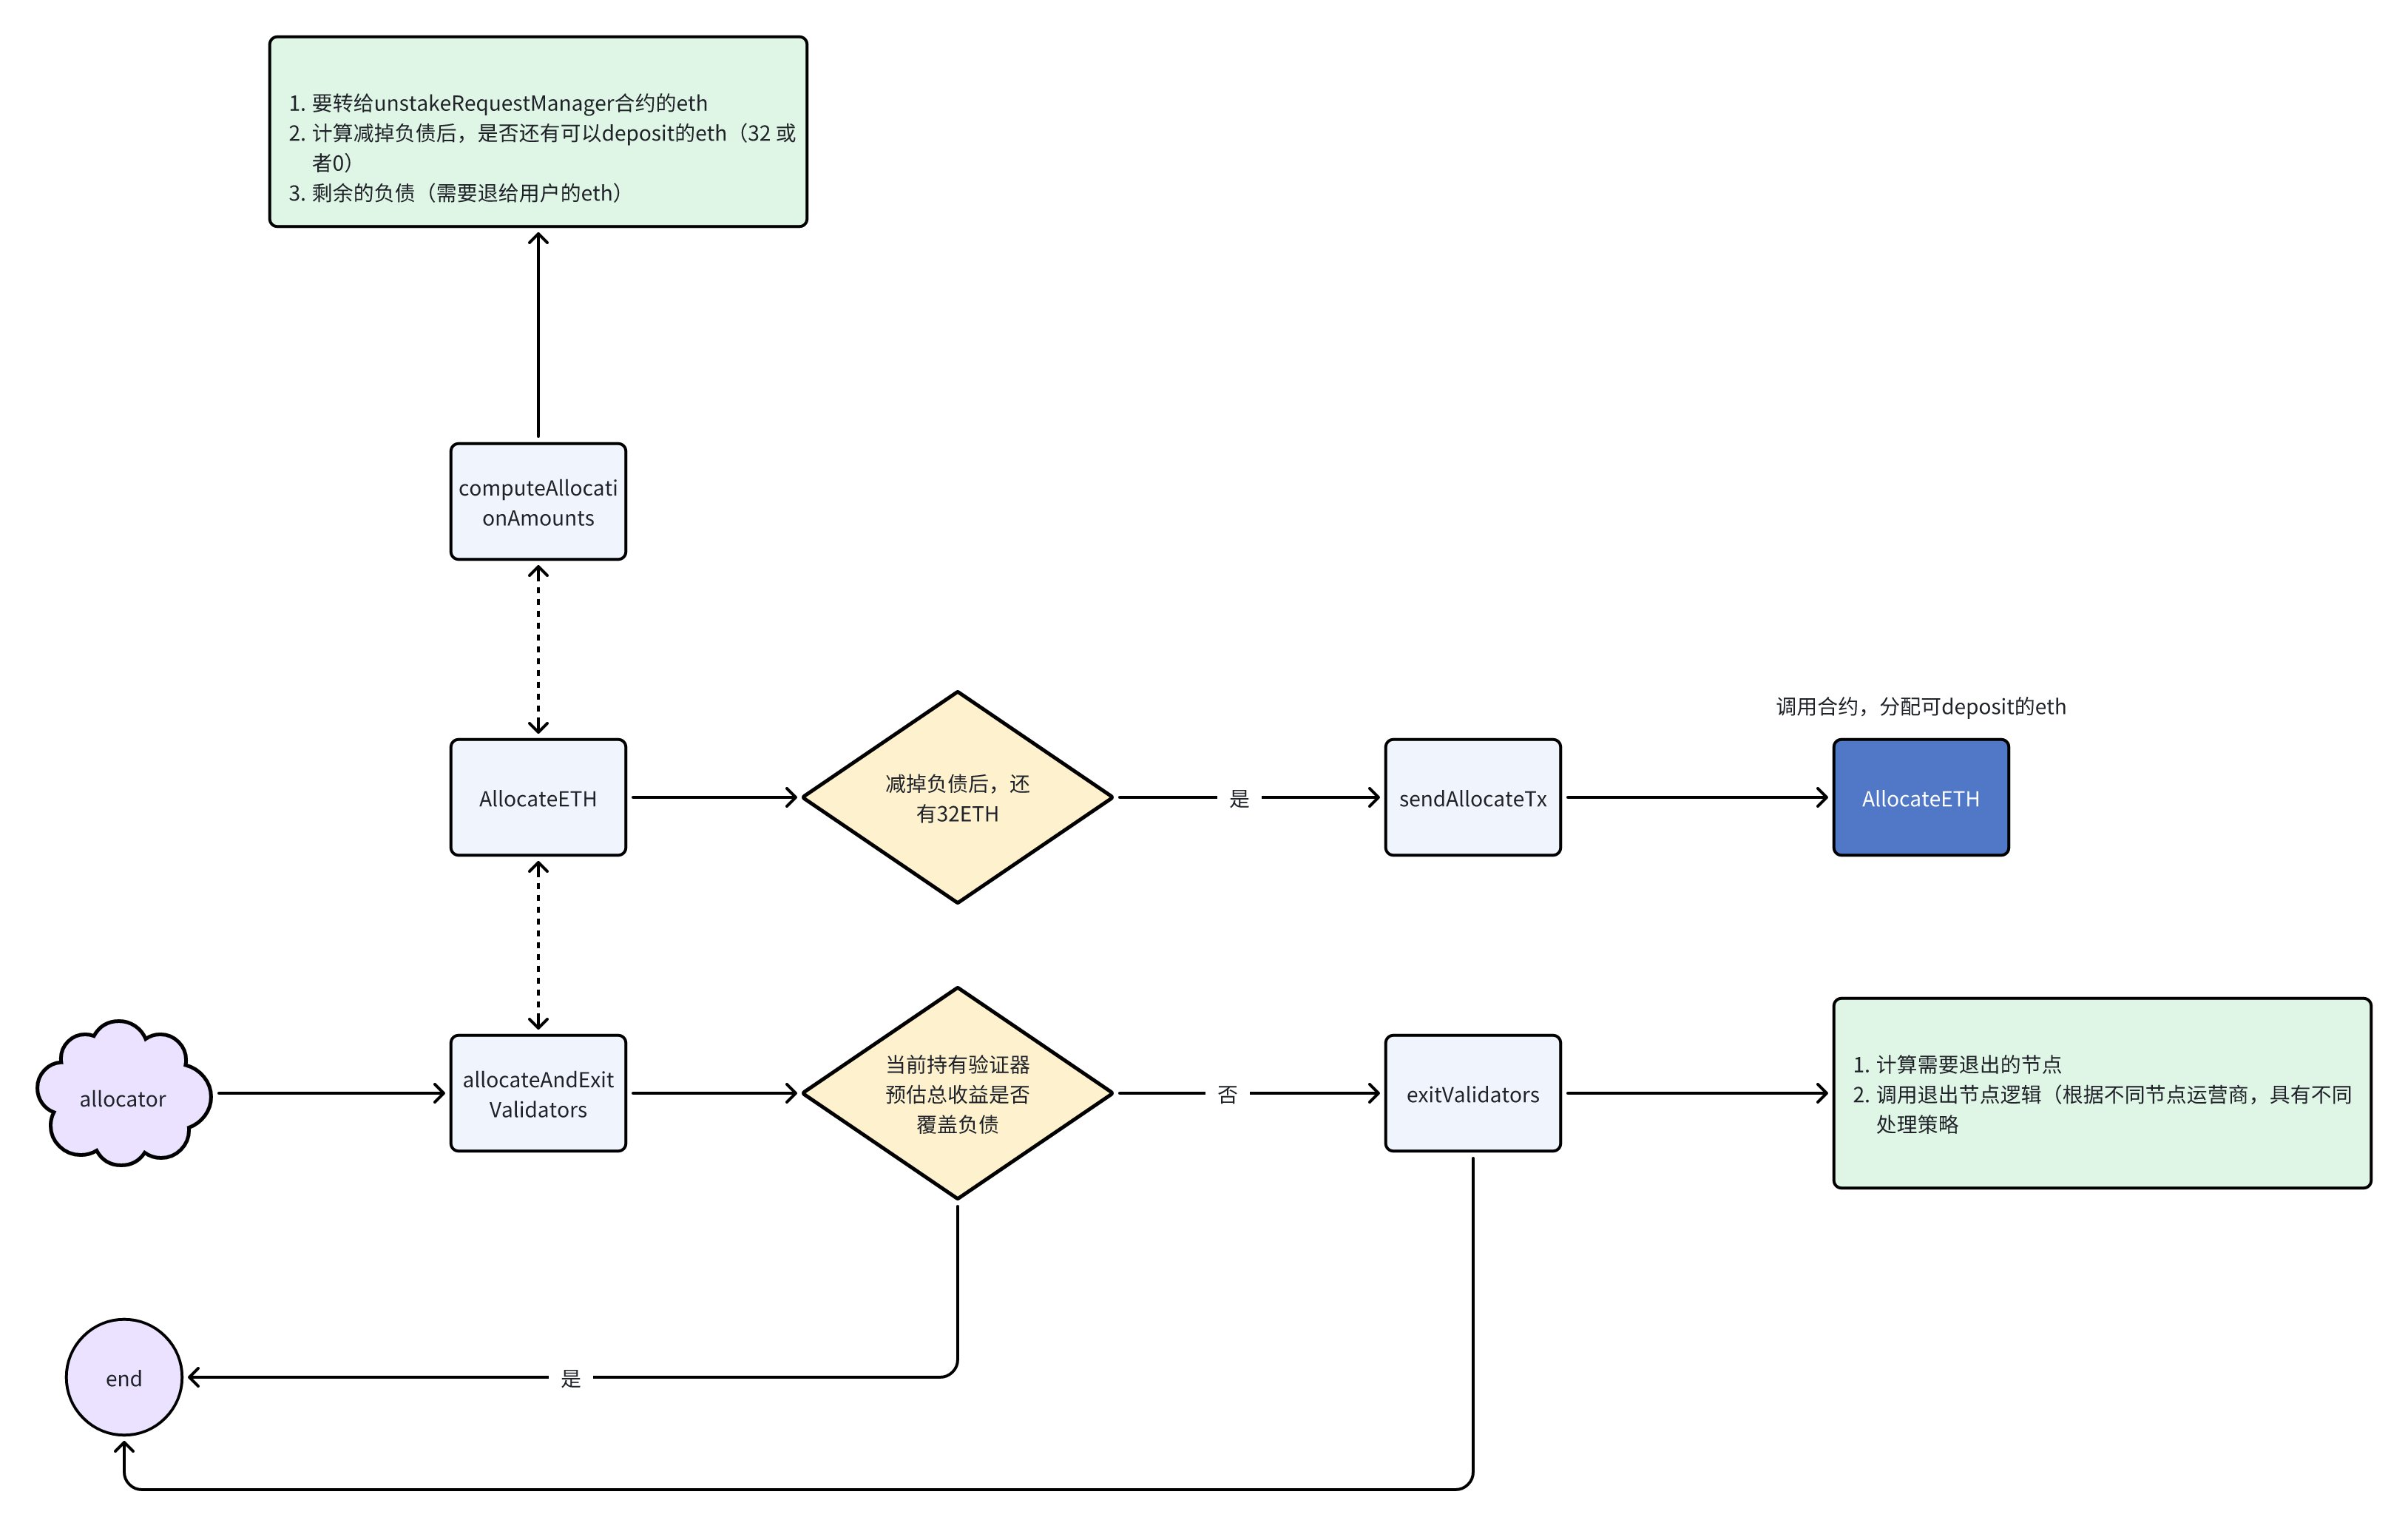 1. 要转给unstakeRequestManager合约的eth
2. 计算减掉负债后，是否还有可以deposit的eth（32 或
者0）
3. 剩余的负债（需要退给用户的eth）
computeAllocati
onAmounts
调用合约，分配可deposit的eth
AllocateETH
减掉负债后，还
有32ETH
是
sendAllocateTx
AllocateETH
allocator
allocateAndExit
Validators
当前持有验证器
预估总收益是否
覆盖负债
否
exitValidators
1. 计算需要退出的节点
2. 调用退出节点逻辑（根据不同节点运营商，具有不同
处理策略
end
是